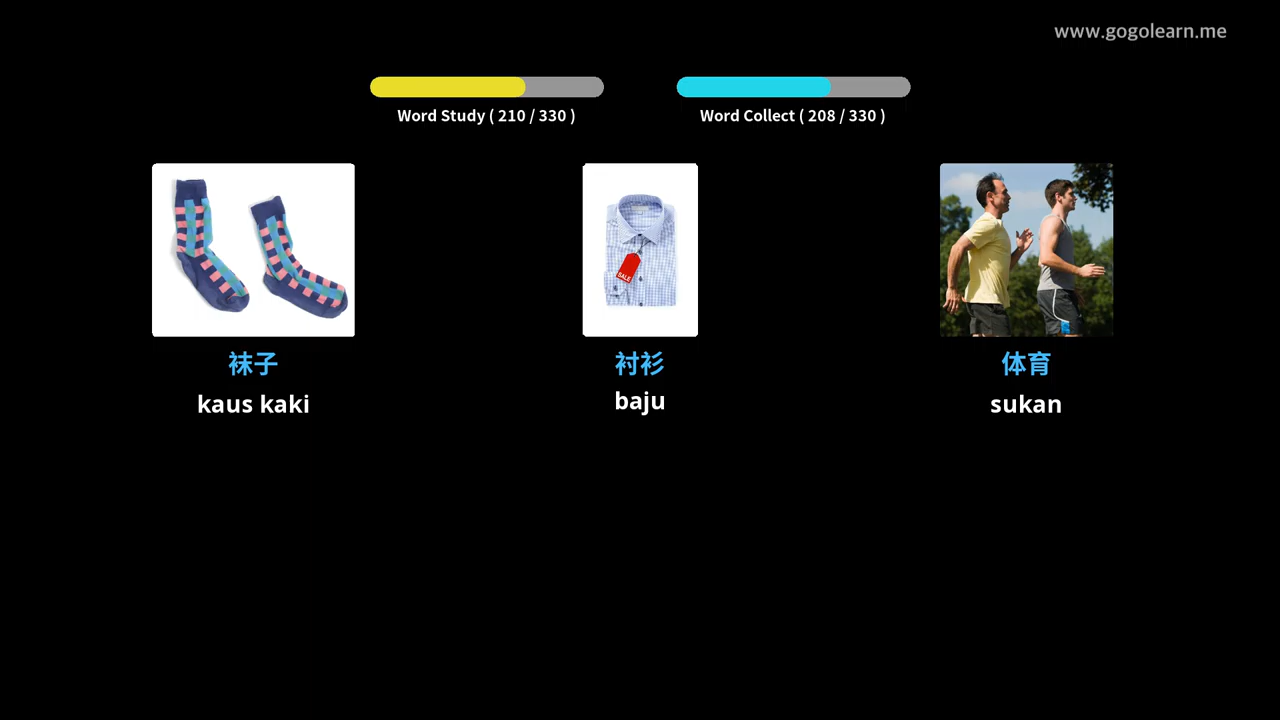 www.gogolearn.me
Word Study ( 210 / 330 )
Word Collect ( 208 / 330 )
SALE
袜子
衬衫
体育
kaus kaki
baju
sukan